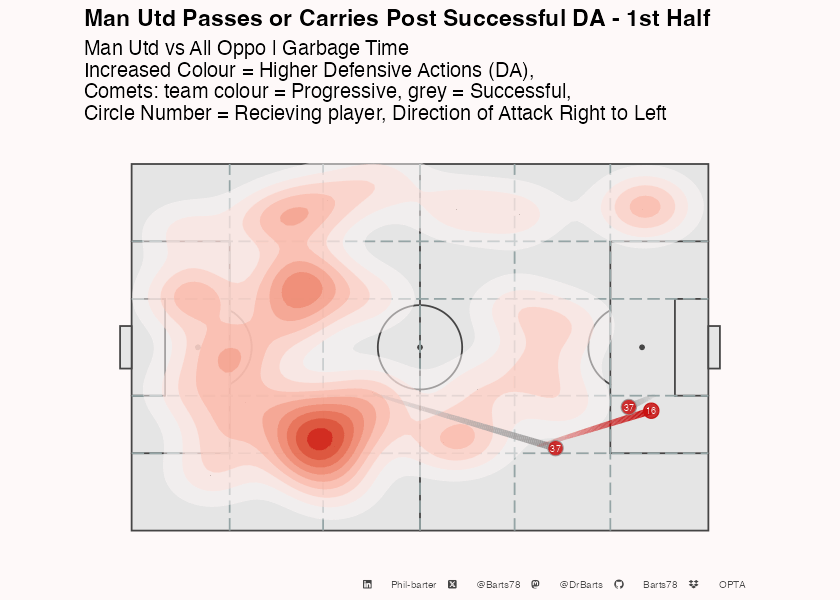 Man Utd Passes or Carries Post Successful DA - 1st Half
Man Utd vs All Oppo | Garbage Time
Increased Colour = Higher Defensive Actions (DA),
Comets: team colour = Progressive, grey = Successful,
Circle Number = Recieving player, Direction of Attack Right to Left
37
16
37
Phil-barter @Barts78 @DrBarts Barts78 OPTA